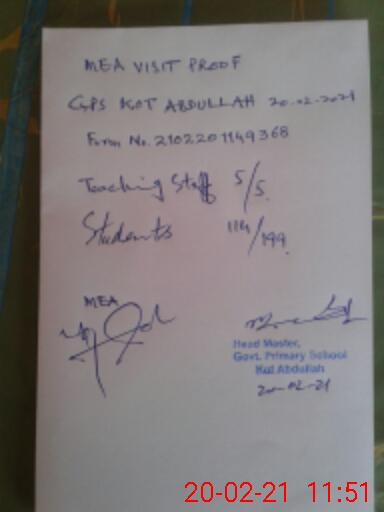 MEA VISIT PROOF
GPS KOT ABDULLAH 20-02-2021
Form No. 2102201149368
Teaching Staff 5/5.
Students 114/199.
MEA
Head Master,
Govt. Primary School
Kot Abdullah
20-02-21
20-02-21 11:51